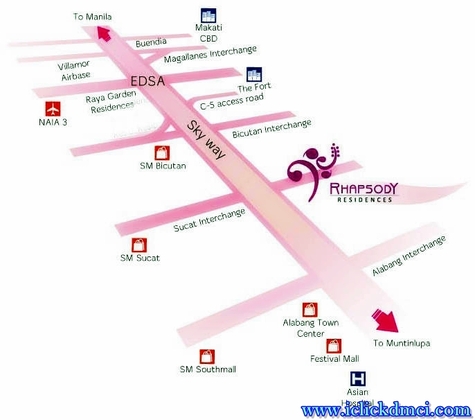 To Manila
Makati
CBD
Buendia
Magallanes Interchange
Villamor
Airbase
EDSA
The Fort
Raya Garden
Residences
C-5 access road
NAIA 3
Sky way
Bicutan Interchange
SM Bicutan
RHAPSODY
RESIDENCES
Sucat Interchange
SM Sucat
Alabang Interchange
Alabang Town
Center
To Muntinlupa
Festival Mall
SM Southmall
H
Asian
Hospital
www.iclickdmci.com